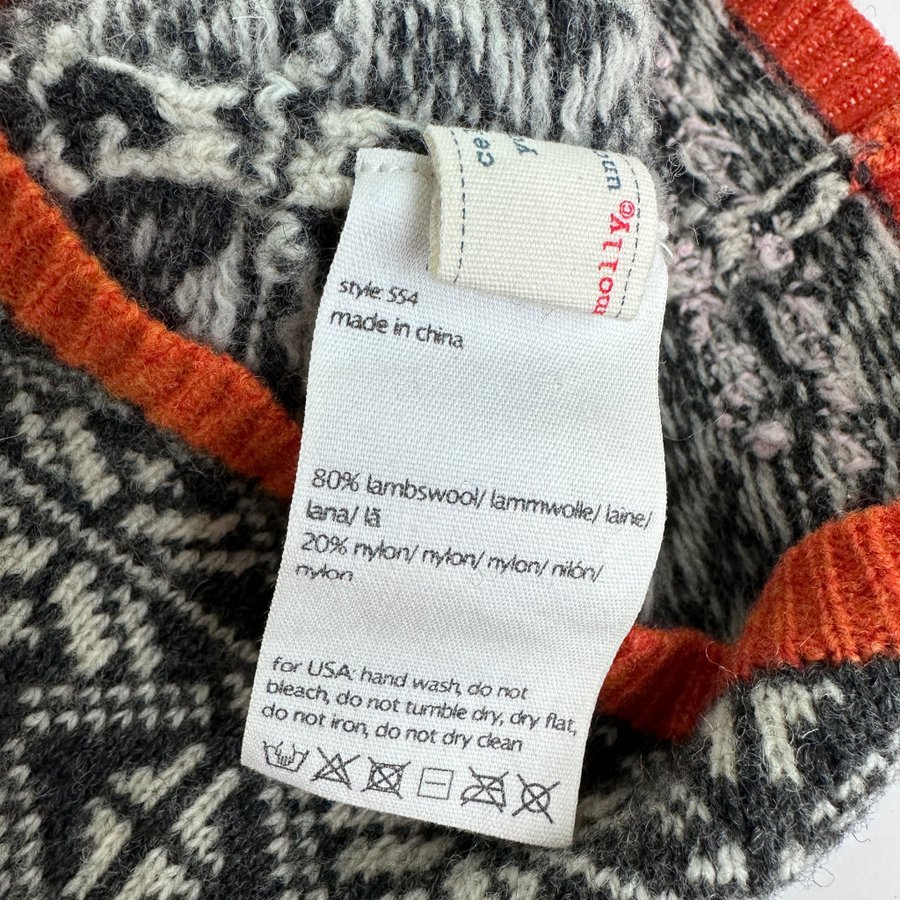 molly©
style: 554
made in china
80% lambswool/ lammwolle/ laine/
lana/ lã
20% nylon/ nylon/ nylon/ nilón/
nylon
for USA: hand wash, do not
bleach, do not tumble dry, dry flat,
do not iron, do not dry clean